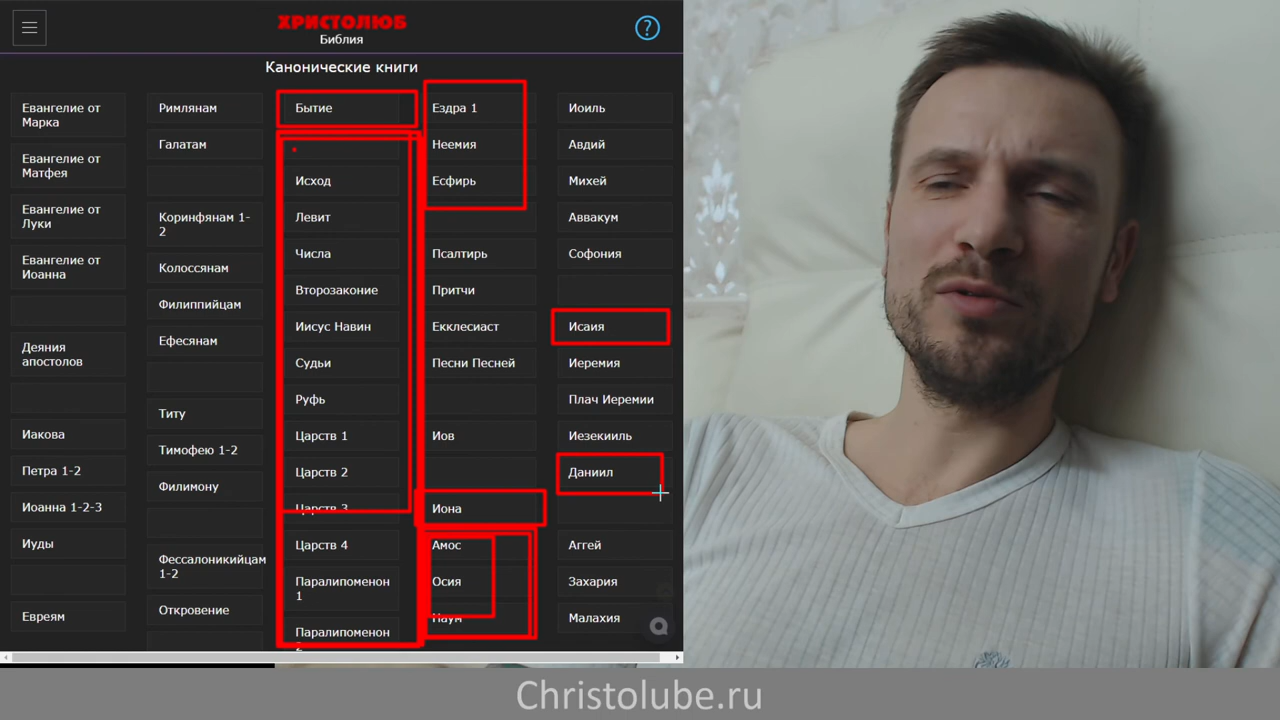 ХРИСТОЛЮБ
Библия
Канонические книги
Евангелие от
Марка
Евангелие от
Матфея
Евангелие от
Луки
Евангелие от
Иоанна
Деяния
апостолов
Иакова
Петра 1-2
Иоанна 1-2-3
Иуды
Евреям
Римлянам
Галатам
Коринфянам 1-
2
Колоссянам
Филиппийцам
Ефесянам
Титу
Тимофею 1-2
Филимону
Фессалоникийцам
1-2
Откровение
Бытие
Исход
Левит
Числа
Второзаконие
Иисус Навин
Судьи
Руфь
Царств 1
Царств 2
Царств 3
Царств 4
Паралипоменон
1
Паралипоменон
Ездра 1
Неемия
Есфирь
Псалтирь
Притчи
Екклесиаст
Песни Песней
Иов
Иона
Амос
Осия
Наум
Иоиль
Авдий
Михей
Аввакум
Софония
Исаия
Иеремия
Плач Иеремии
Иезекииль
Даниил
Аггей
Захария
Малахия
Christolube.ru